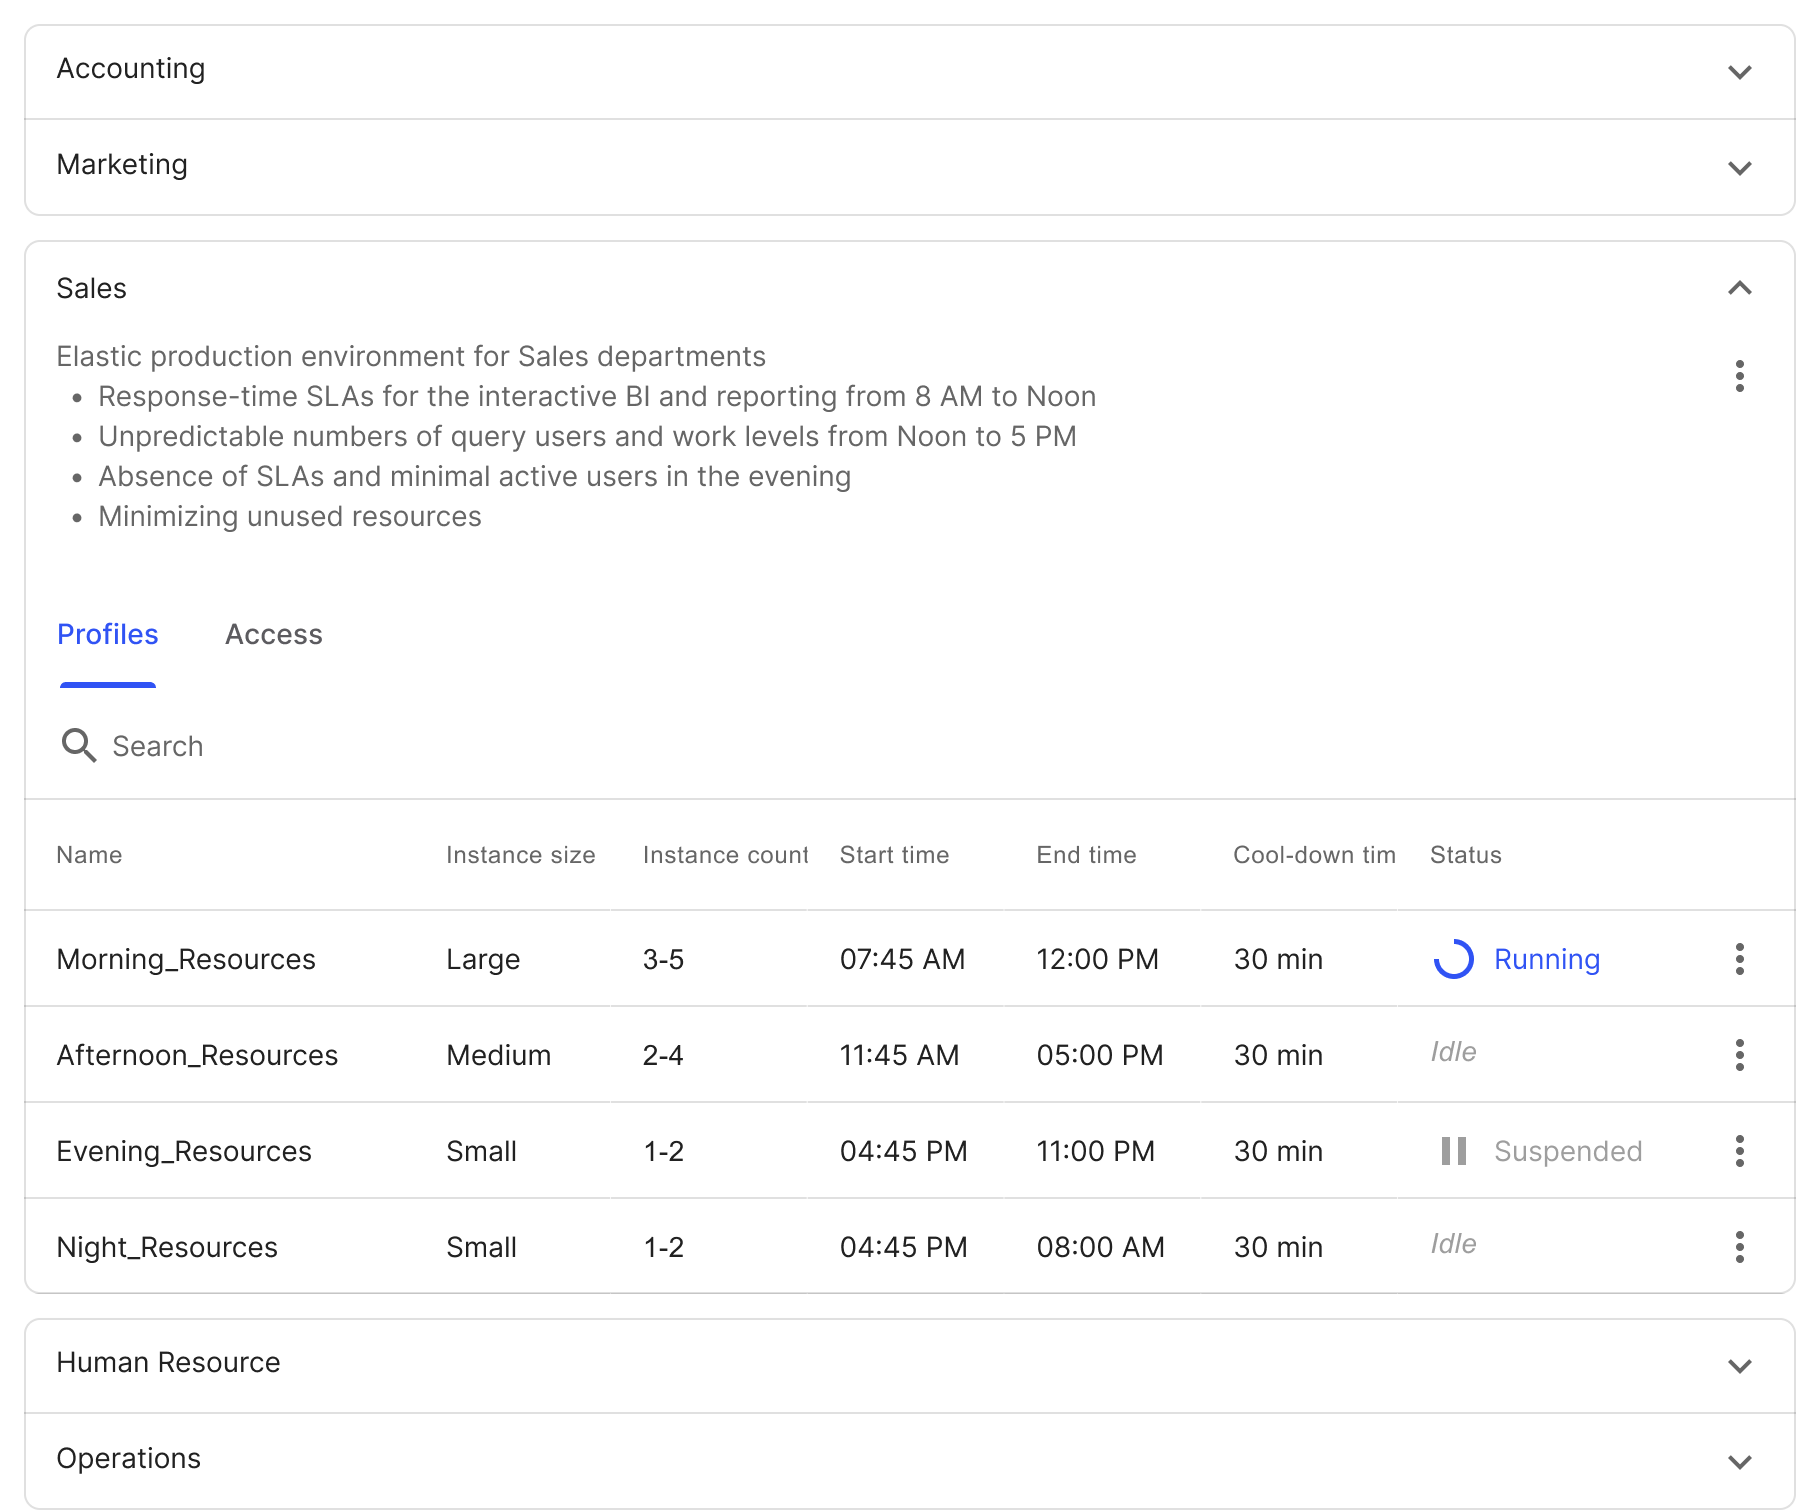 Accounting
Marketing
Sales
Elastic production environment for Sales departments
• Response-time SLAs for the interactive BI and reporting from 8 AM to Noon
• Unpredictable numbers of query users and work levels from Noon to 5 PM
• Absence of SLAs and minimal active users in the evening
• Minimizing unused resources
Profiles Access
Search
Name Instance size Instance count Start time End time Cool-down tim Status
Morning_Resources Large 3-5 07:45 AM 12:00 PM 30 min Running
Afternoon_Resources Medium 2-4 11:45 AM 05:00 PM 30 min Idle
Evening_Resources Small 1-2 04:45 PM 11:00 PM 30 min Suspended
Night_Resources Small 1-2 04:45 PM 08:00 AM 30 min Idle
Human Resource
Operations